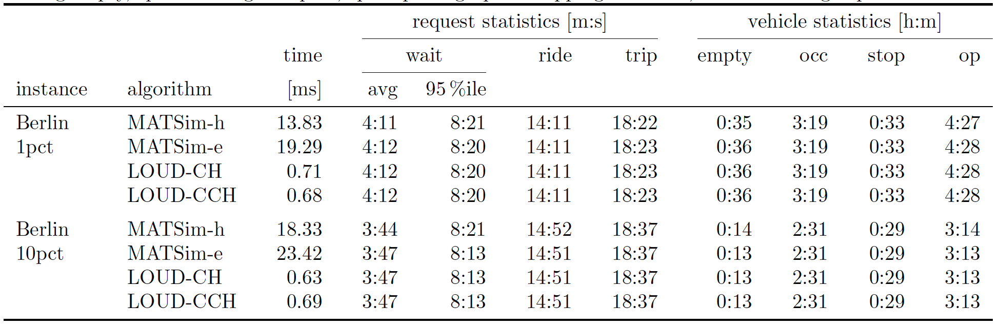 request statistics [m:s] vehicle statistics [h:m]
time wait ride trip empty occ stop op
instance algorithm [ms] avg 95 %ile
Berlin MATSim-h 13.83 4:11 8:21 14:11 18:22 0:35 3:19 0:33 4:27
1pct MATSim-e 19.29 4:12 8:20 14:11 18:23 0:36 3:19 0:33 4:28
LOUD-CH 0.71 4:12 8:20 14:11 18:23 0:36 3:19 0:33 4:28
LOUD-CCH 0.68 4:12 8:20 14:11 18:23 0:36 3:19 0:33 4:28
Berlin MATSim-h 18.33 3:44 8:21 14:52 18:37 0:14 2:31 0:29 3:14
10pct MATSim-e 23.42 3:47 8:13 14:51 18:37 0:13 2:31 0:29 3:13
LOUD-CH 0.63 3:47 8:13 14:51 18:37 0:13 2:31 0:29 3:13
LOUD-CCH 0.69 3:47 8:13 14:51 18:37 0:13 2:31 0:29 3:13